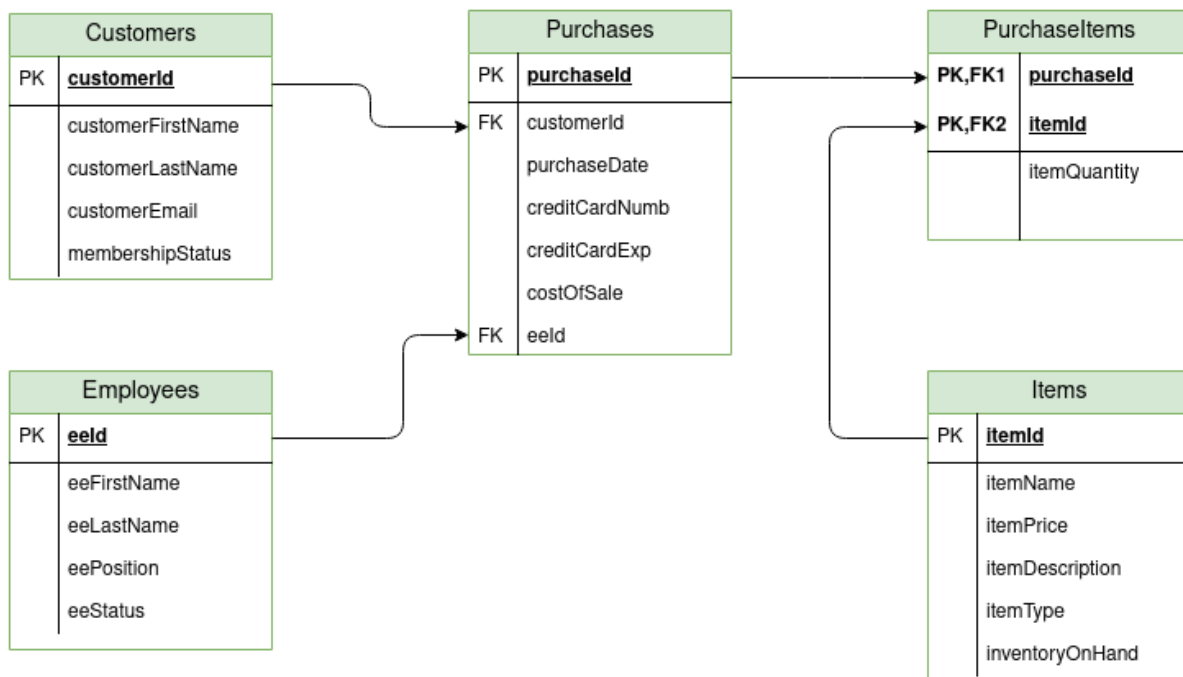 Customers
PK customerId
customerFirstName
customerLastName
customerEmail
membershipStatus
Purchases
PK purchaseId
FK customerId
purchaseDate
creditCardNumb
creditCardExp
costOfSale
FK eeId
PurchaseItems
PK,FK1 purchaseId
PK,FK2 itemId
itemQuantity
Employees
PK eeId
eeFirstName
eeLastName
eePosition
eeStatus
Items
PK itemId
itemName
itemPrice
itemDescription
itemType
inventoryOnHand